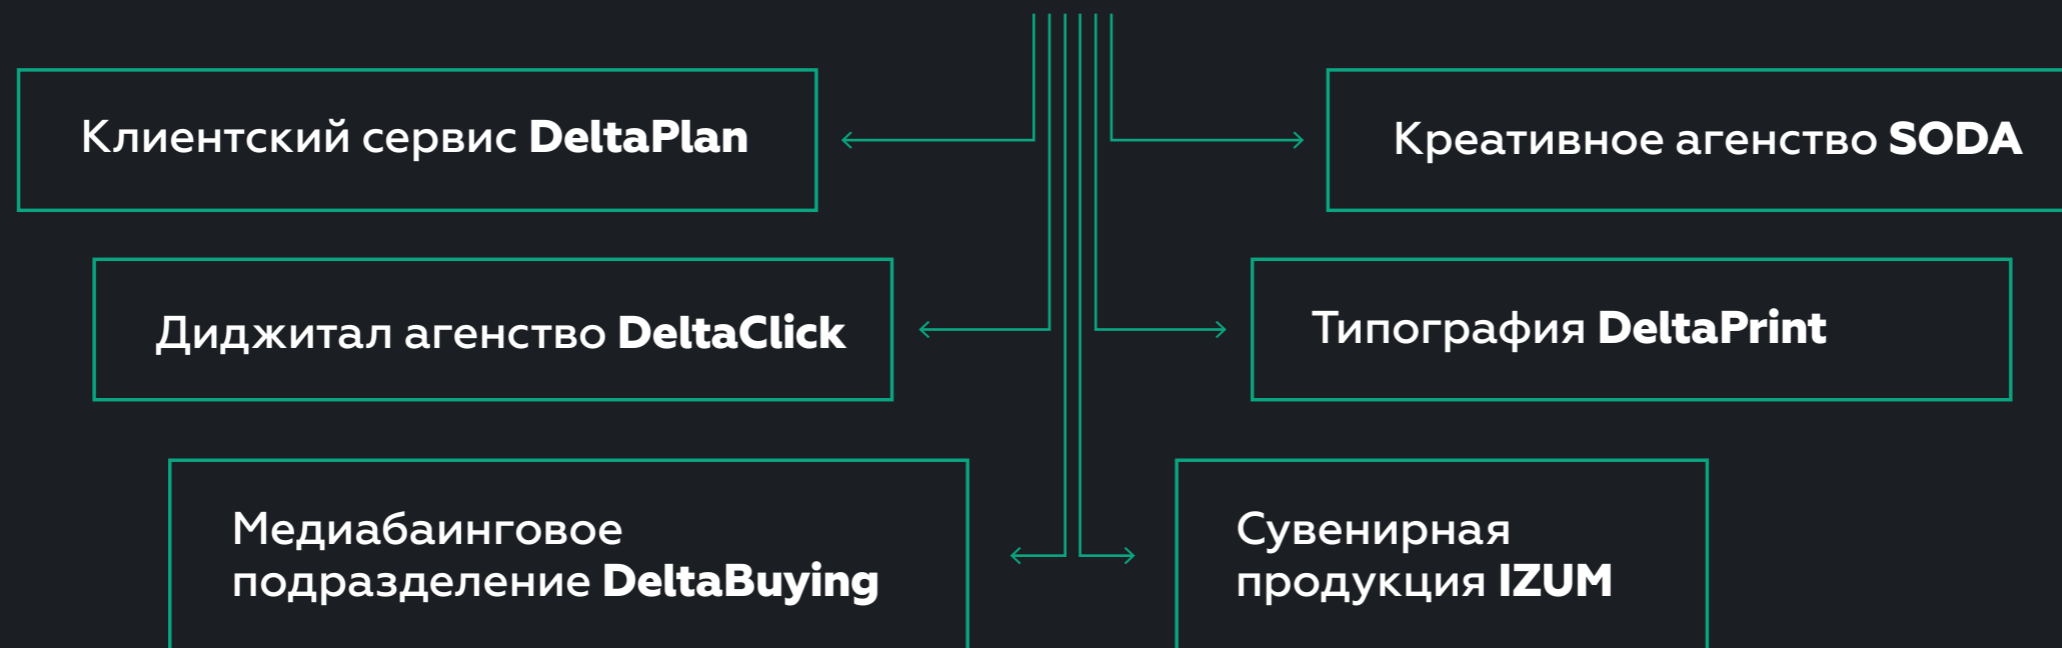 Клиентский сервис DeltaPlan
Креативное агенство SODA
Диджитал агенство DeltaClick
Типография DeltaPrint
Медиабаинговое
подразделение DeltaBuying
Сувенирная
продукция IZUM